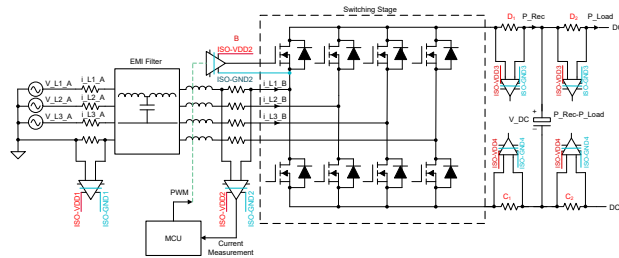 Switching Stage
B
ISO-VDD2
ISO-GND2
D₁
P_Rec
D₂
P_Load
DC
ISO-VDD3
ISO-GND3
ISO-VDD3
ISO-GND3
EMI Filter
V_L1_A
i_L1_A
V_L2_A
i_L2_A
V_L3_A
i_L3_A
i_L1_B
i_L2_B
i_L3_B
V_DC
+
−
P_Rec-P_Load
ISO-VDD4
ISO-GND4
ISO-VDD4
ISO-GND4
C₁
C₂
DC
ISO-VDD1
ISO-GND1
PWM
ISO-VDD2
ISO-GND2
MCU
Current
Measurement